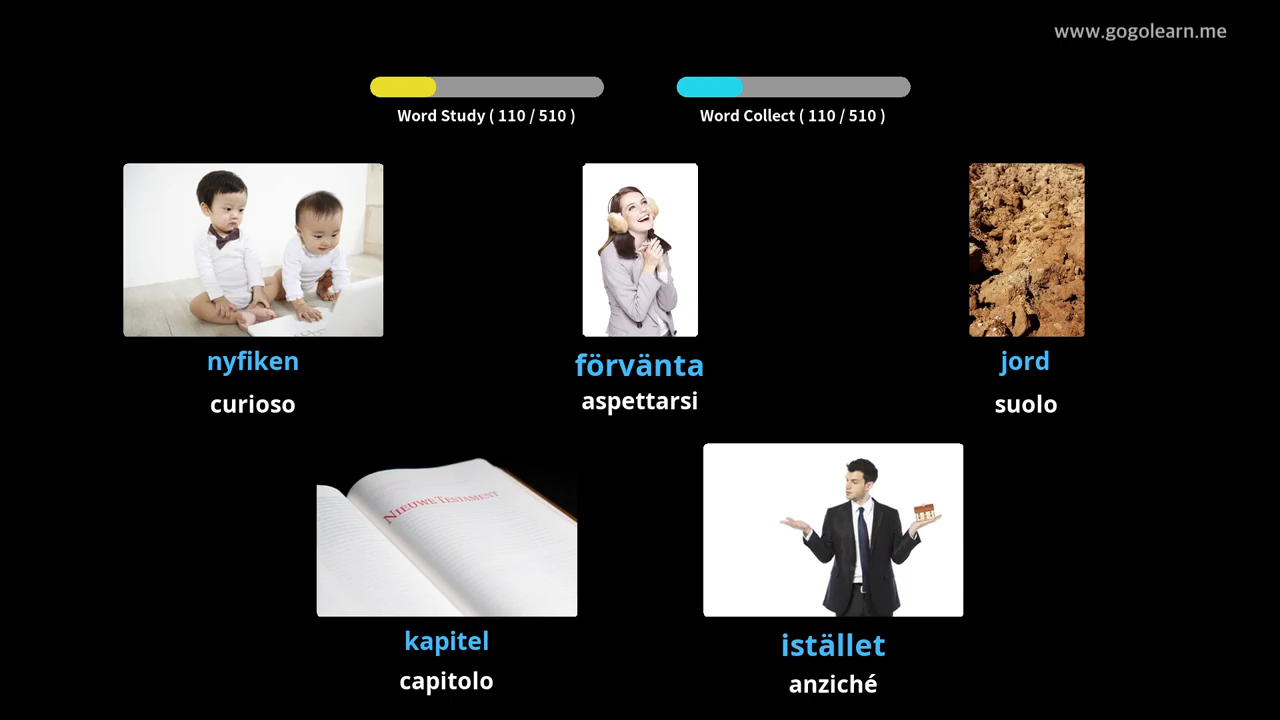 www.gogolearn.me
Word Study ( 110 / 510 )
Word Collect ( 110 / 510 )
nyfiken
curioso
förvänta
aspettarsi
jord
suolo
NIEUWE TESTAMENT
kapitel
capitolo
istället
anziché